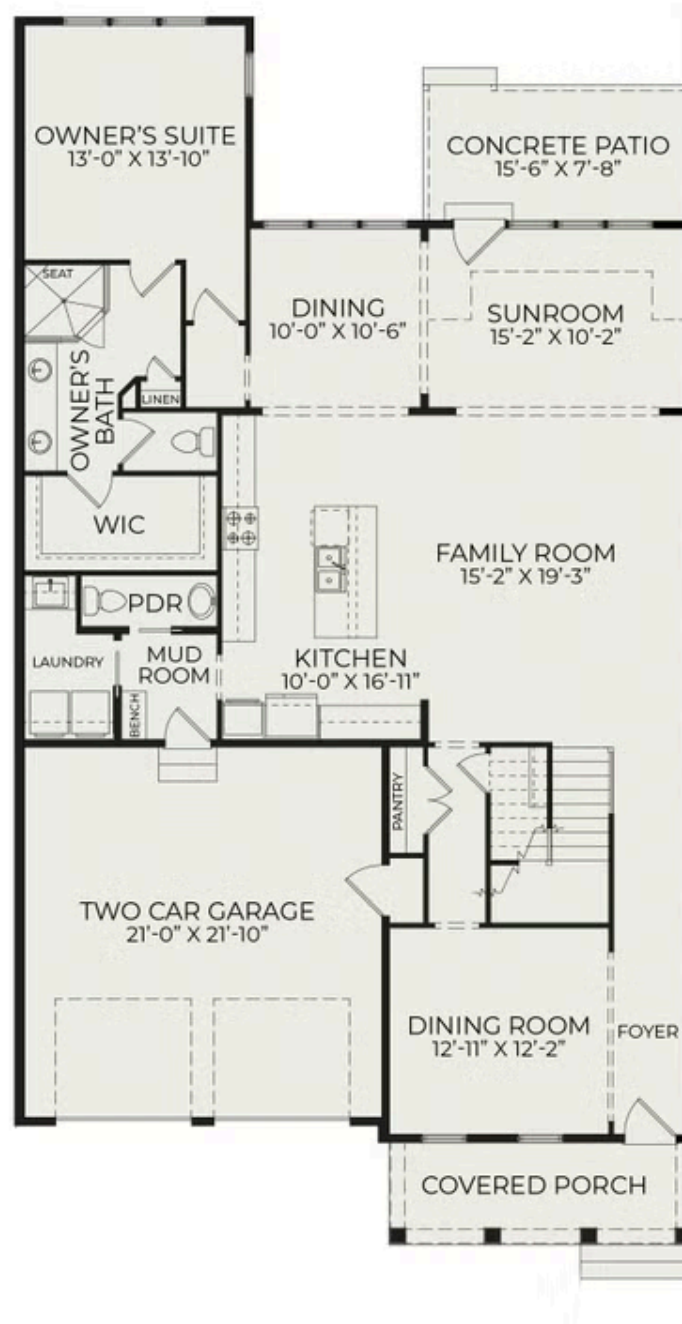 OWNER’S SUITE
13’-0” X 13’-10”
CONCRETE PATIO
15’-6” X 7’-8”
SEAT
DINING
10’-0” X 10’-6”
SUNROOM
15’-2” X 10’-2”
OWNER’S
BATH
LINEN
WIC
FAMILY ROOM
15’-2” X 19’-3”
PDR
LAUNDRY
MUD
ROOM
KITCHEN
10’-0” X 16’-11”
BENCH
PANTRY
TWO CAR GARAGE
21’-0” X 21’-10”
DINING ROOM
12’-11” X 12’-2”
FOYER
COVERED PORCH